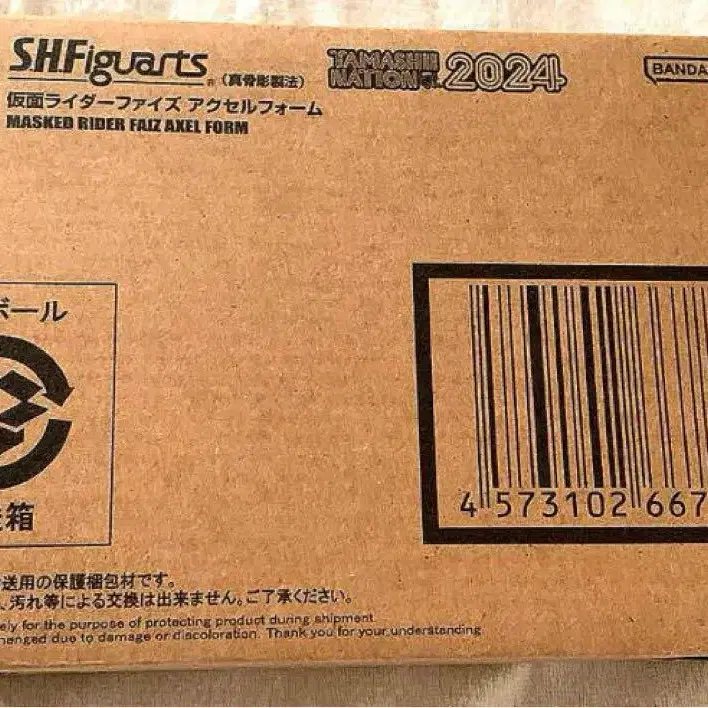 S.H.Figuarts
（真骨彫製法）
TAMASHII
NATION 2024
BANDA
仮面ライダーファイズ アクセルフォーム
MASKED RIDER FAIZ AXEL FORM
ボール
箱
4 573102 667
送用の保護梱包材です。
、汚れ等による交換は出来ません。ご了承ください。
ely for the purpose of protecting product during shipment.
hanged due to damage or discoloration. Thank you for your understanding